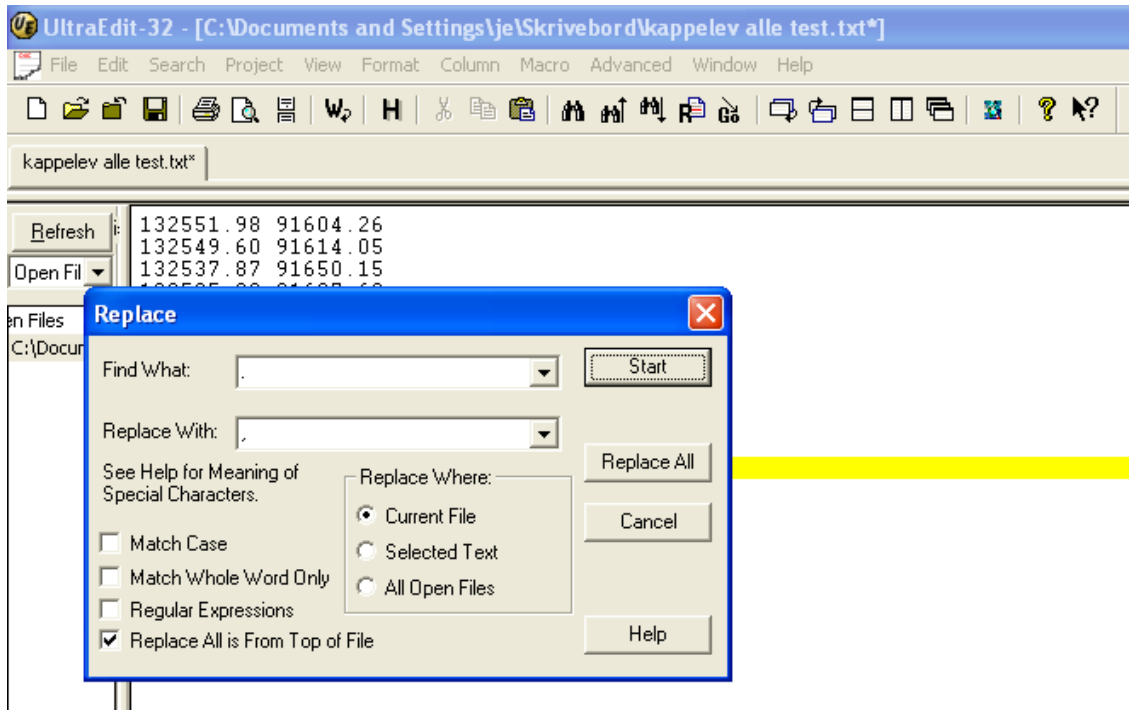 UltraEdit-32 - [C:\Documents and Settings\je\Skrivebord\kappelev alle test.txt*]
File Edit Search Project View Format Column Macro Advanced Window Help
kappelev alle test.txt*
Refresh
Open Fil
132551.98 91604.26
132549.60 91614.05
132537.87 91650.15
en Files
C:\Docum
Replace
Find What: .
Start
Replace With: ,
Replace All
See Help for Meaning of
Special Characters.
Replace Where:
Current File
Cancel
Selected Text
All Open Files
Match Case
Match Whole Word Only
Regular Expressions
Replace All is From Top of File
Help